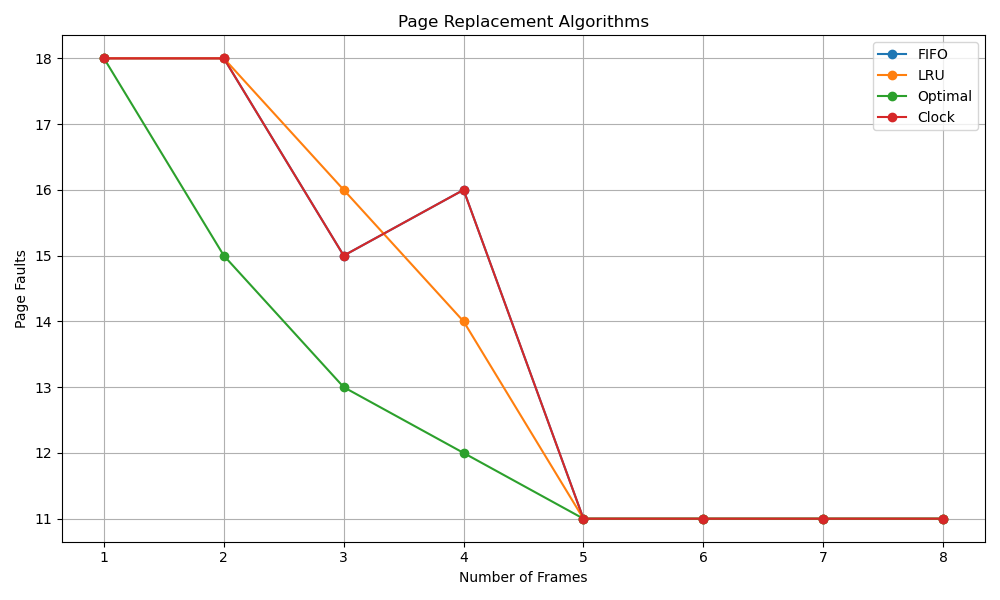 Page Replacement Algorithms
FIFO
LRU
Optimal
Clock
Page Faults
18
17
16
15
14
13
12
11
1 2 3 4 5 6 7 8
Number of Frames